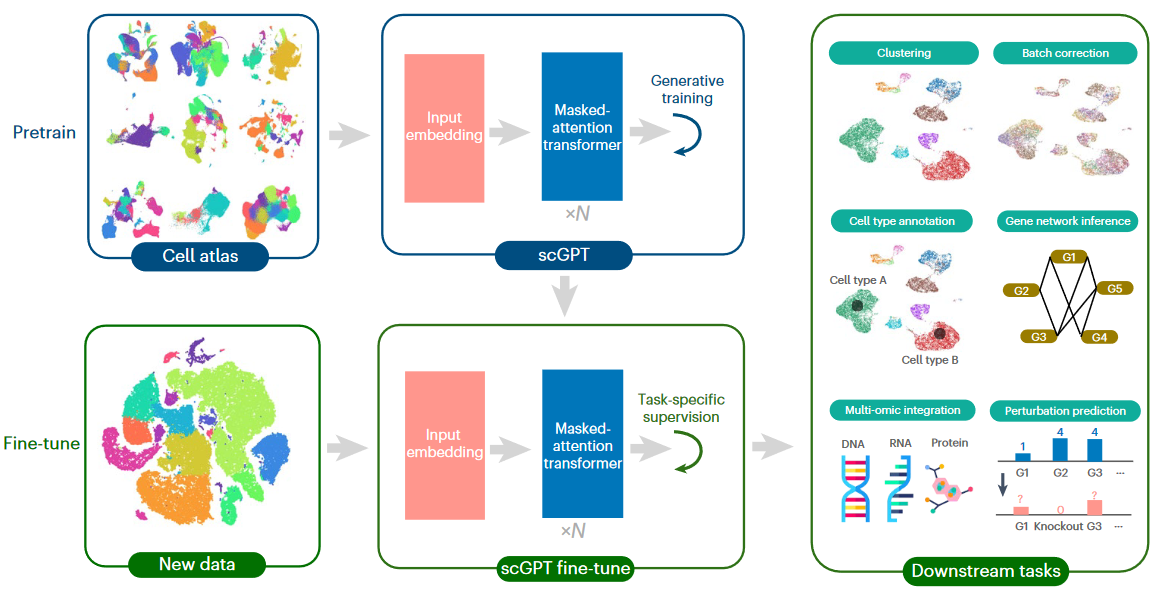 Pretrain
Cell atlas
Input
embedding
Masked-
attention
transformer
×N
Generative
training
scGPT
Fine-tune
New data
Input
embedding
Masked-
attention
transformer
×N
Task-specific
supervision
scGPT fine-tune
Clustering
Batch correction
Cell type annotation
Cell type A
Cell type B
Gene network inference
G1
G2
G5
G3
G4
Multi-omic integration
DNA
RNA
Protein
Perturbation prediction
1 4 4
G1 G2 G3 ...
? 0 ?
G1 Knockout G3 ...
Downstream tasks